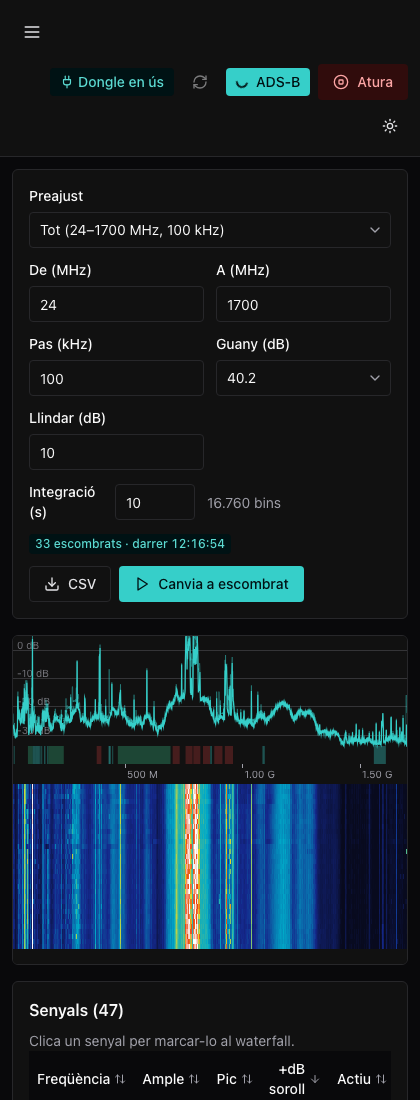 Dongle en ús
ADS-B
Atura
Preajust
Tot (24–1700 MHz, 100 kHz)
De (MHz)
A (MHz)
24
1700
Pas (kHz)
Guany (dB)
100
40.2
Llindar (dB)
10
Integració (s)
10
16.760 bins
33 escombrats · darrer 12:16:54
CSV
Canvia a escombrat
0 dB
-10 dB
500 M
1.00 G
1.50 G
Senyals (47)
Clica un senyal per marcar-lo al waterfall.
Freqüència
Ample
Pic
+dB soroll
Actiu